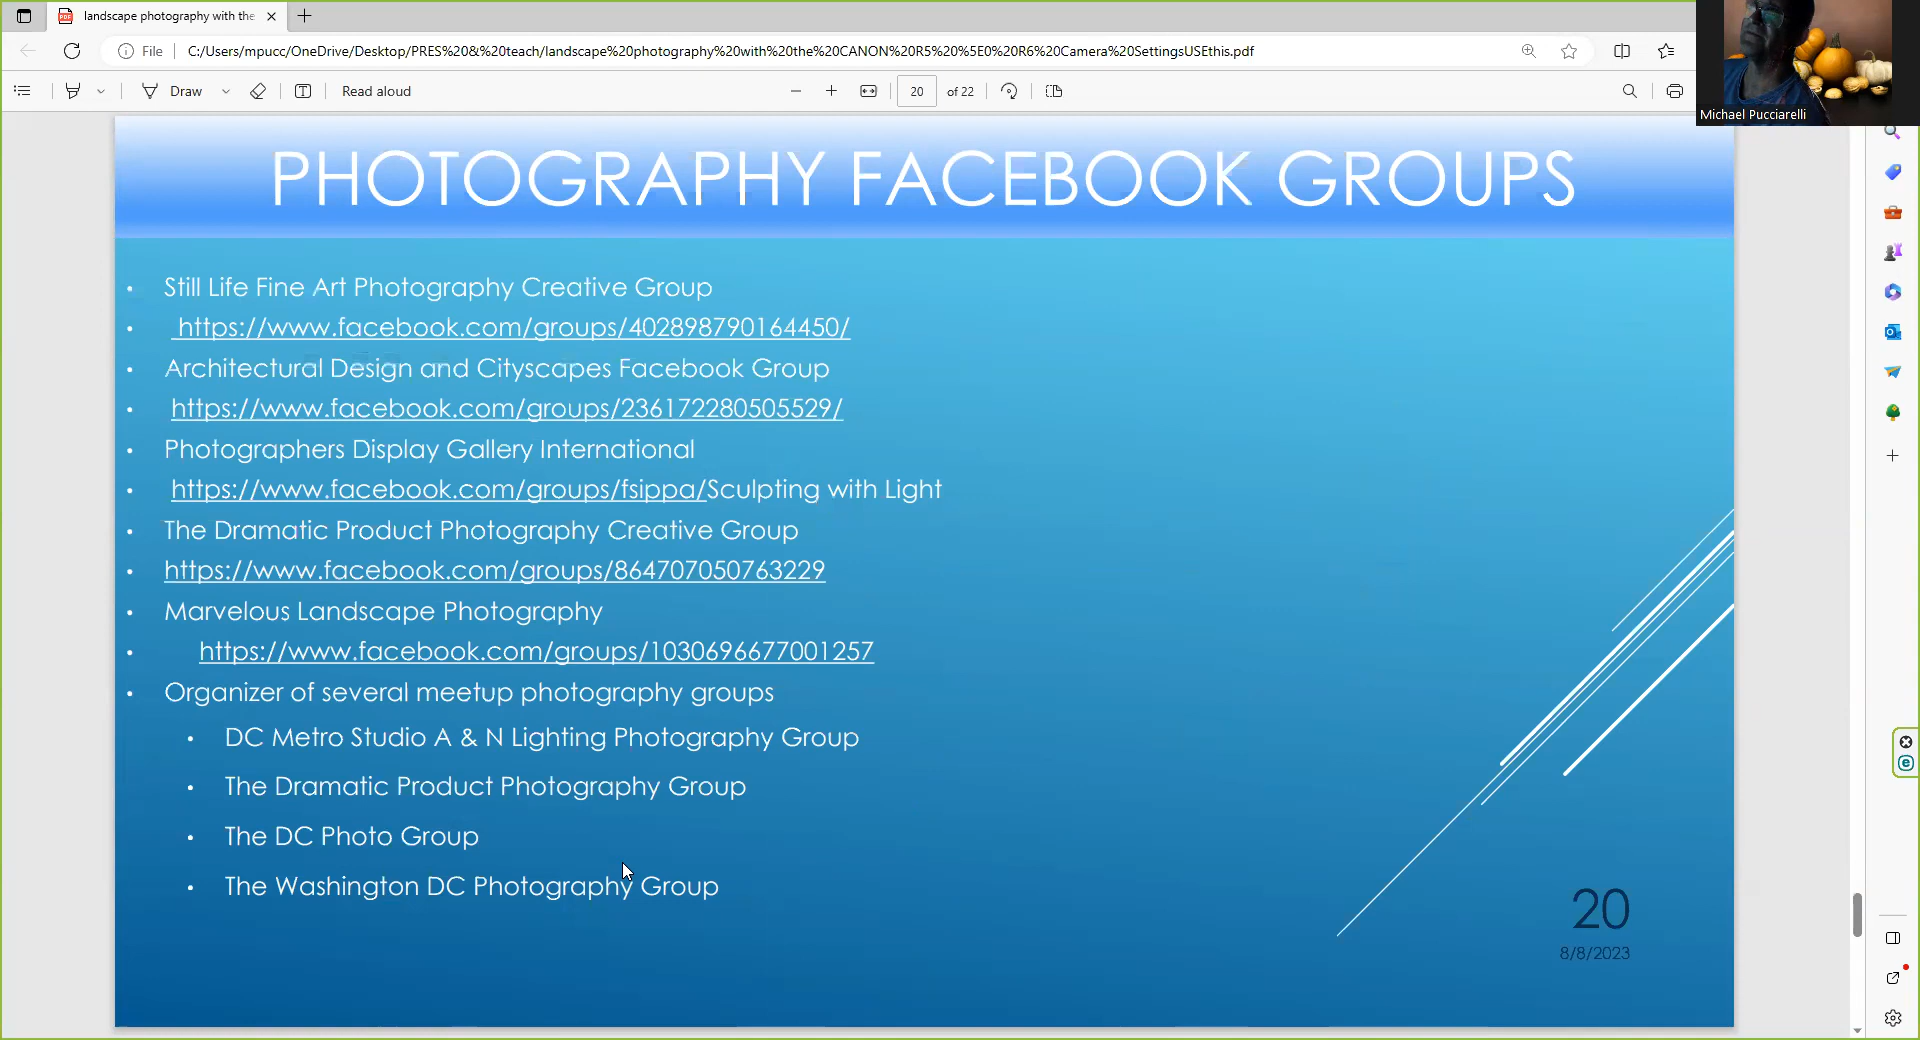 landscape photography with the
File
C:/Users/mpucc/OneDrive/Desktop/PRES%20&%20teach/landscape%20photography%20with%20the%20CANON%20R5%20%5E0%20R6%20Camera%20SettingsUSEthis.pdf
Draw
Read aloud
20 of 22
Michael Pucciarelli
PHOTOGRAPHY FACEBOOK GROUPS
• Still Life Fine Art Photography Creative Group
• https://www.facebook.com/groups/402898790164450/
• Architectural Design and Cityscapes Facebook Group
• https://www.facebook.com/groups/236172280505529/
• Photographers Display Gallery International
• https://www.facebook.com/groups/fsippa/Sculpting with Light
• The Dramatic Product Photography Creative Group
• https://www.facebook.com/groups/864707050763229
• Marvelous Landscape Photography
• https://www.facebook.com/groups/1030696677001257
• Organizer of several meetup photography groups
• DC Metro Studio A & N Lighting Photography Group
• The Dramatic Product Photography Group
• The DC Photo Group
• The Washington DC Photography Group
20
8/8/2023